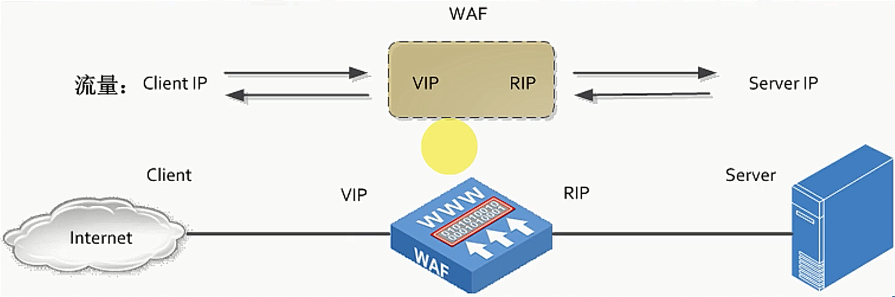 WAF
流量： Client IP VIP RIP Server IP
Client VIP RIP Server
Internet
WWW
WAF